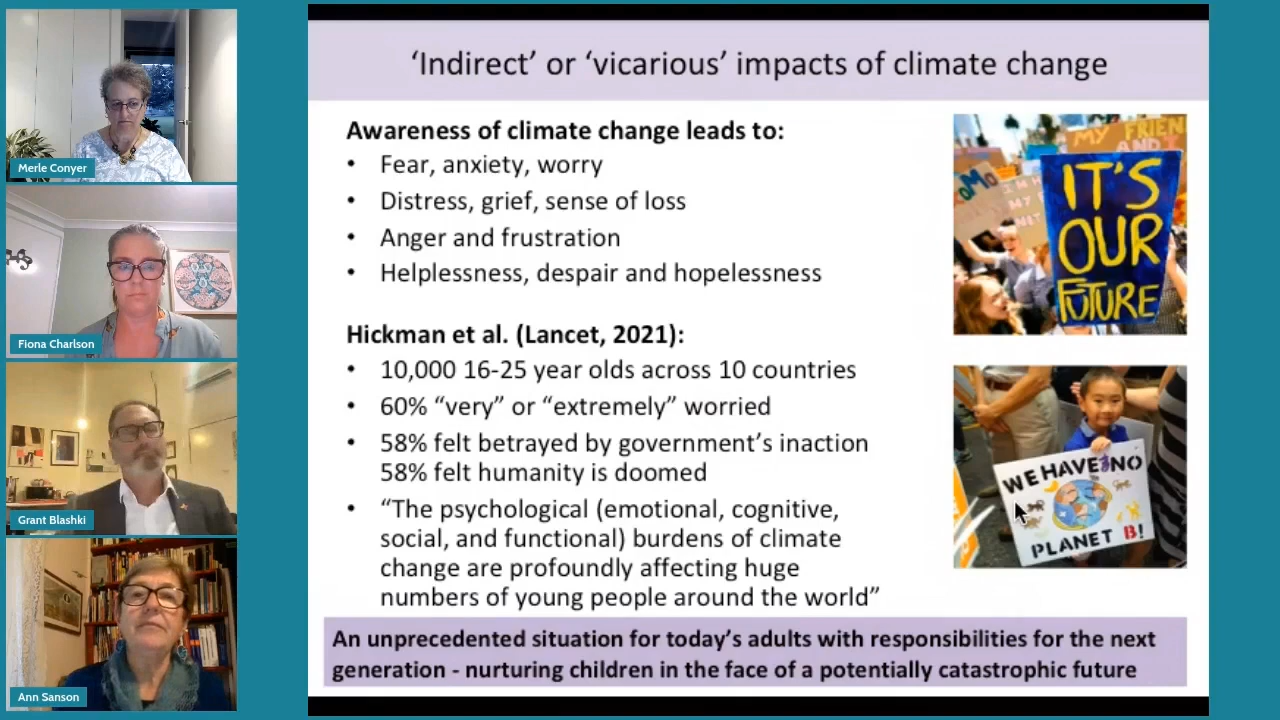 Merle Conyer
Fiona Charlson
Grant Blashki
Ann Sanson
‘Indirect’ or ‘vicarious’ impacts of climate change
Awareness of climate change leads to:
• Fear, anxiety, worry
• Distress, grief, sense of loss
• Anger and frustration
• Helplessness, despair and hopelessness
Hickman et al. (Lancet, 2021):
• 10,000 16-25 year olds across 10 countries
• 60% “very” or “extremely” worried
• 58% felt betrayed by government’s inaction
58% felt humanity is doomed
• “The psychological (emotional, cognitive,
social, and functional) burdens of climate
change are profoundly affecting huge
numbers of young people around the world”
MY FRIEN
AND I
IT'S
OUR
FUTURE
WE HAVE NO
PLANET B!
An unprecedented situation for today’s adults with responsibilities for the next
generation - nurturing children in the face of a potentially catastrophic future